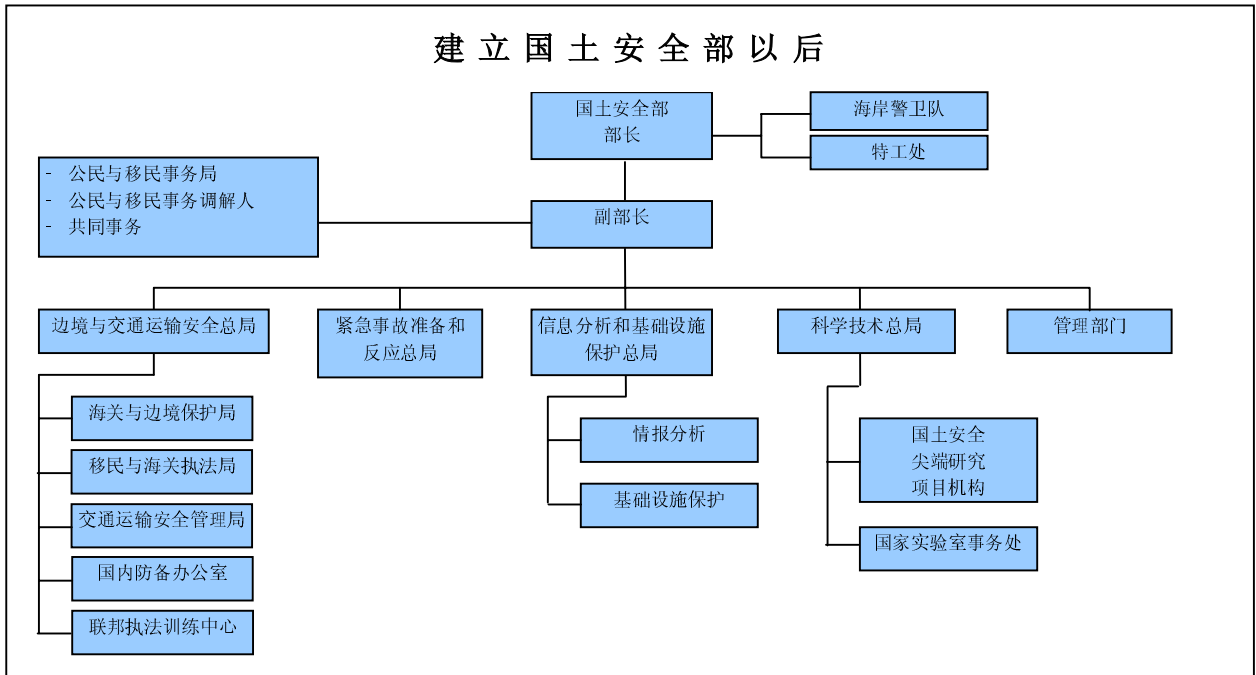 建立国土安全部以后
国土安全部
部长
海岸警卫队
特工处
- 公民与移民事务局
- 公民与移民事务调解人
- 共同事务
副部长
边境与交通运输安全总局
紧急事故准备和
反应总局
信息分析和基础设施
保护总局
科学技术总局
管理部门
海关与边境保护局
移民与海关执法局
交通运输安全管理局
国内防备办公室
联邦执法训练中心
情报分析
基础设施保护
国土安全
尖端研究
项目机构
国家实验室事务处